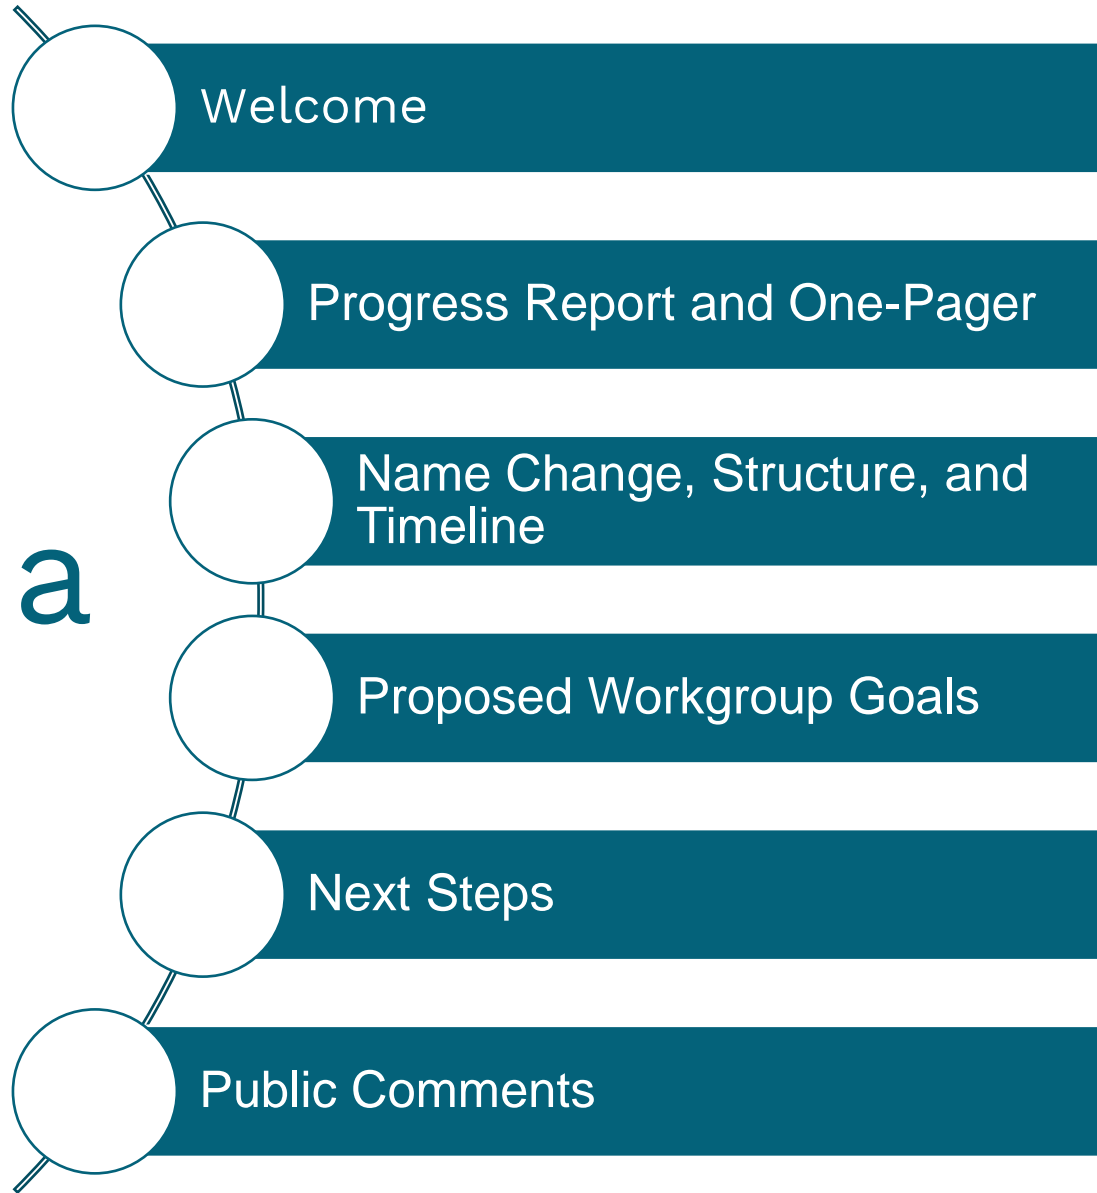 Welcome
Progress Report and One-Pager
Name Change, Structure, and
Timeline
a
Proposed Workgroup Goals
Next Steps
Public Comments